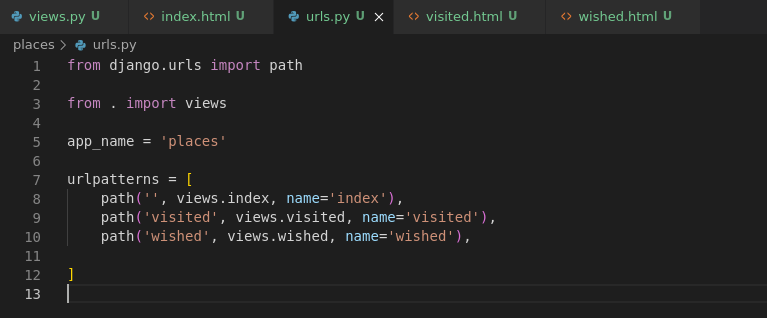 views.py U index.html U urls.py U visited.html U wished.html U
places > urls.py
1 from django.urls import path
2
3 from . import views
4
5 app_name = 'places'
6
7 urlpatterns = [
8     path('', views.index, name='index'),
9     path('visited', views.visited, name='visited'),
10     path('wished', views.wished, name='wished'),
11
12 ]
13